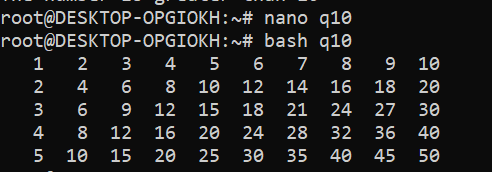 root@DESKTOP-OPGIOKH:~# nano q10
root@DESKTOP-OPGIOKH:~# bash q10
1 2 3 4 5 6 7 8 9 10
2 4 6 8 10 12 14 16 18 20
3 6 9 12 15 18 21 24 27 30
4 8 12 16 20 24 28 32 36 40
5 10 15 20 25 30 35 40 45 50